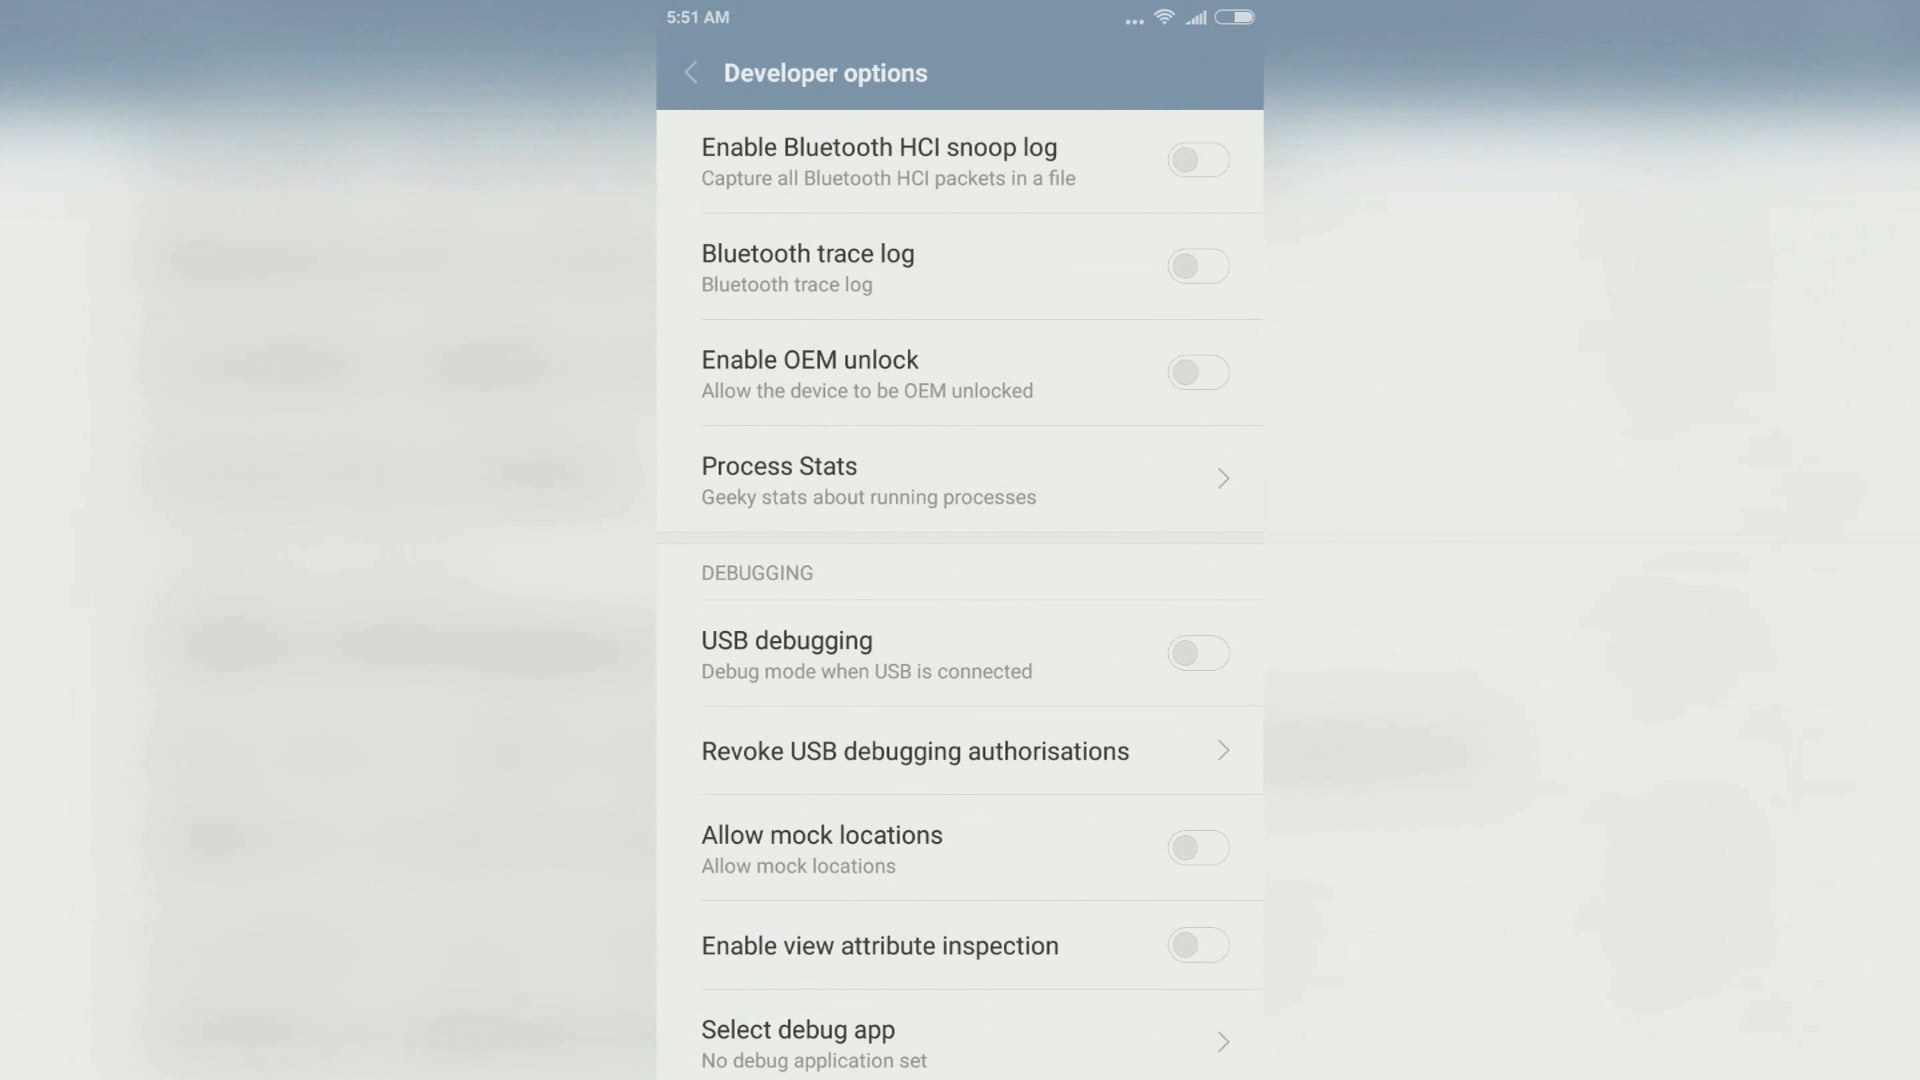 5:51 AM
Developer options
Enable Bluetooth HCI snoop log
Capture all Bluetooth HCI packets in a file
Bluetooth trace log
Bluetooth trace log
Enable OEM unlock
Allow the device to be OEM unlocked
Process Stats
Geeky stats about running processes
DEBUGGING
USB debugging
Debug mode when USB is connected
Revoke USB debugging authorisations
Allow mock locations
Allow mock locations
Enable view attribute inspection
Select debug app
No debug application set